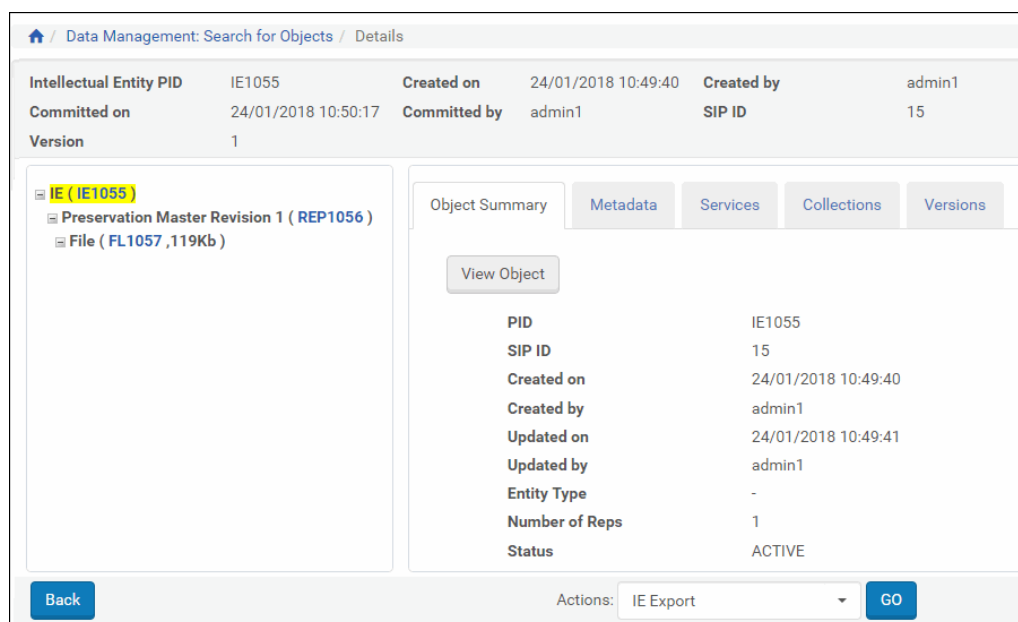 / Data Management: Search for Objects / Details
Intellectual Entity PID IE1055 Created on 24/01/2018 10:49:40 Created by admin1
Committed on 24/01/2018 10:50:17 Committed by admin1 SIP ID 15
Version 1
IE ( IE1055 )
Preservation Master Revision 1 ( REP1056 )
File ( FL1057 ,119Kb )
Object Summary Metadata Services Collections Versions
View Object
PID IE1055
SIP ID 15
Created on 24/01/2018 10:49:40
Created by admin1
Updated on 24/01/2018 10:49:41
Updated by admin1
Entity Type -
Number of Reps 1
Status ACTIVE
Back Actions: IE Export GO